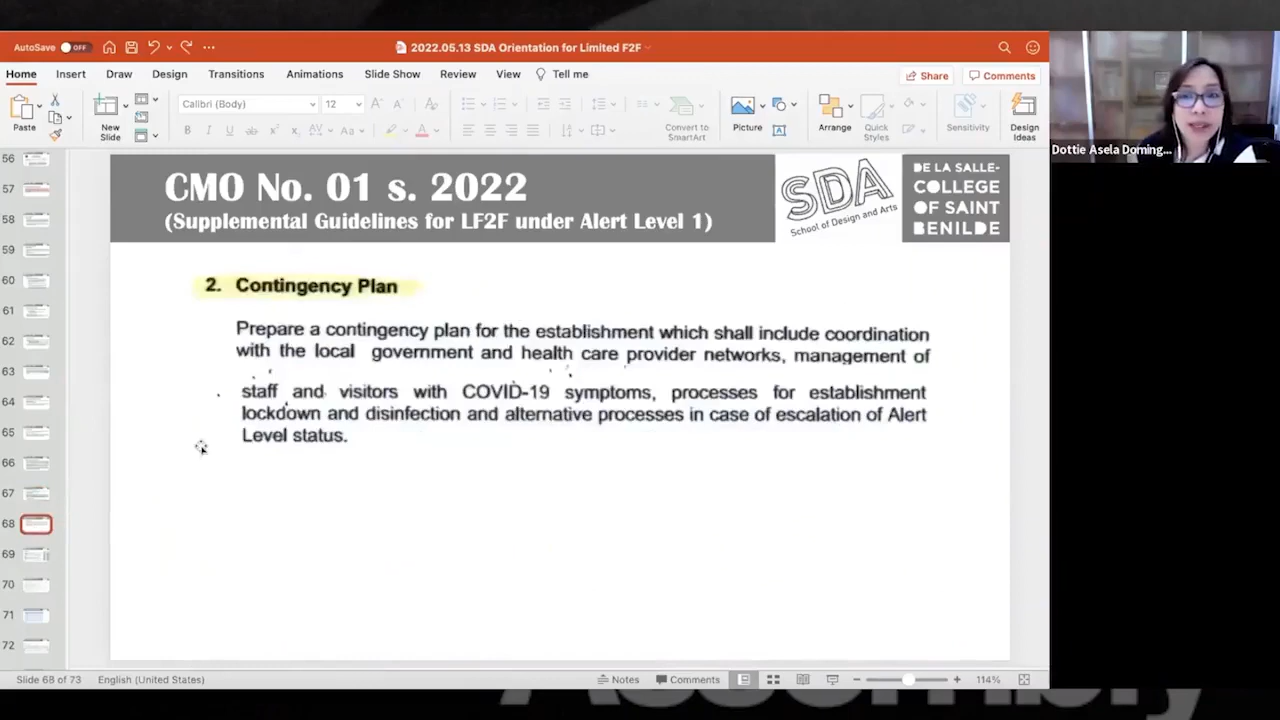 AutoSave OFF
2022.05.13 SDA Orientation for Limited F2F
Home Insert Draw Design Transitions Animations Slide Show Review View Tell me
Share Comments
Paste
New Slide
Calibri (Body) 12
Convert to SmartArt
Picture
Arrange
Quick Styles
Sensitivity
Design Ideas
Dottie Asela Doming...
56
57
58
59
60
61
62
63
64
65
66
67
68
69
70
71
72
CMO No. 01 s. 2022
(Supplemental Guidelines for LF2F under Alert Level 1)
SDA
School of Design and Arts
DE LA SALLE-
COLLEGE
OF SAINT
BENILDE
2. Contingency Plan
Prepare a contingency plan for the establishment which shall include coordination
with the local government and health care provider networks, management of
staff and visitors with COVID-19 symptoms, processes for establishment
lockdown and disinfection and alternative processes in case of escalation of Alert
Level status.
Slide 68 of 73 English (United States)
Notes Comments
114%
Assembly